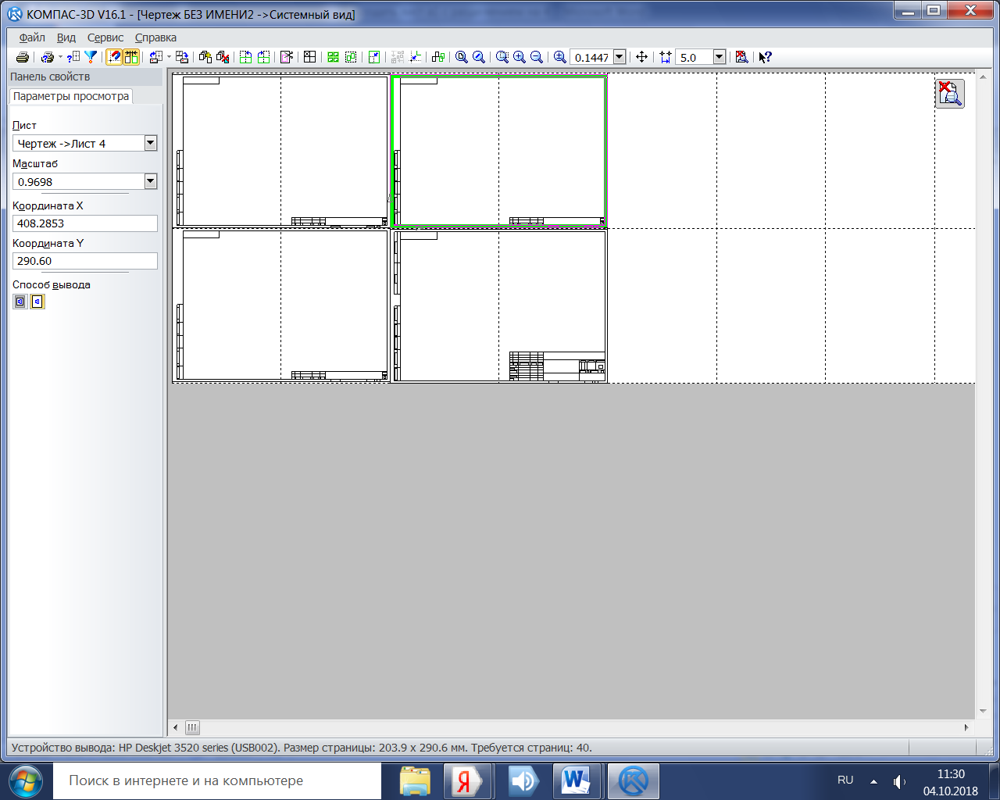 КОМПАС-3D V16.1 - [Чертеж БЕЗ ИМЕНИ2 ->Системный вид]
Файл Вид Сервис Справка
0.1447 5.0
Панель свойств
Параметры просмотра
Лист
Чертеж ->Лист 4
Масштаб
0.9698
Координата X
408.2853
Координата Y
290.60
Способ вывода
Устройство вывода: HP Deskjet 3520 series (USB002). Размер страницы: 203.9 x 290.6 мм. Требуется страниц: 40.
Поиск в интернете и на компьютере
Я
W
RU
11:30
04.10.2018